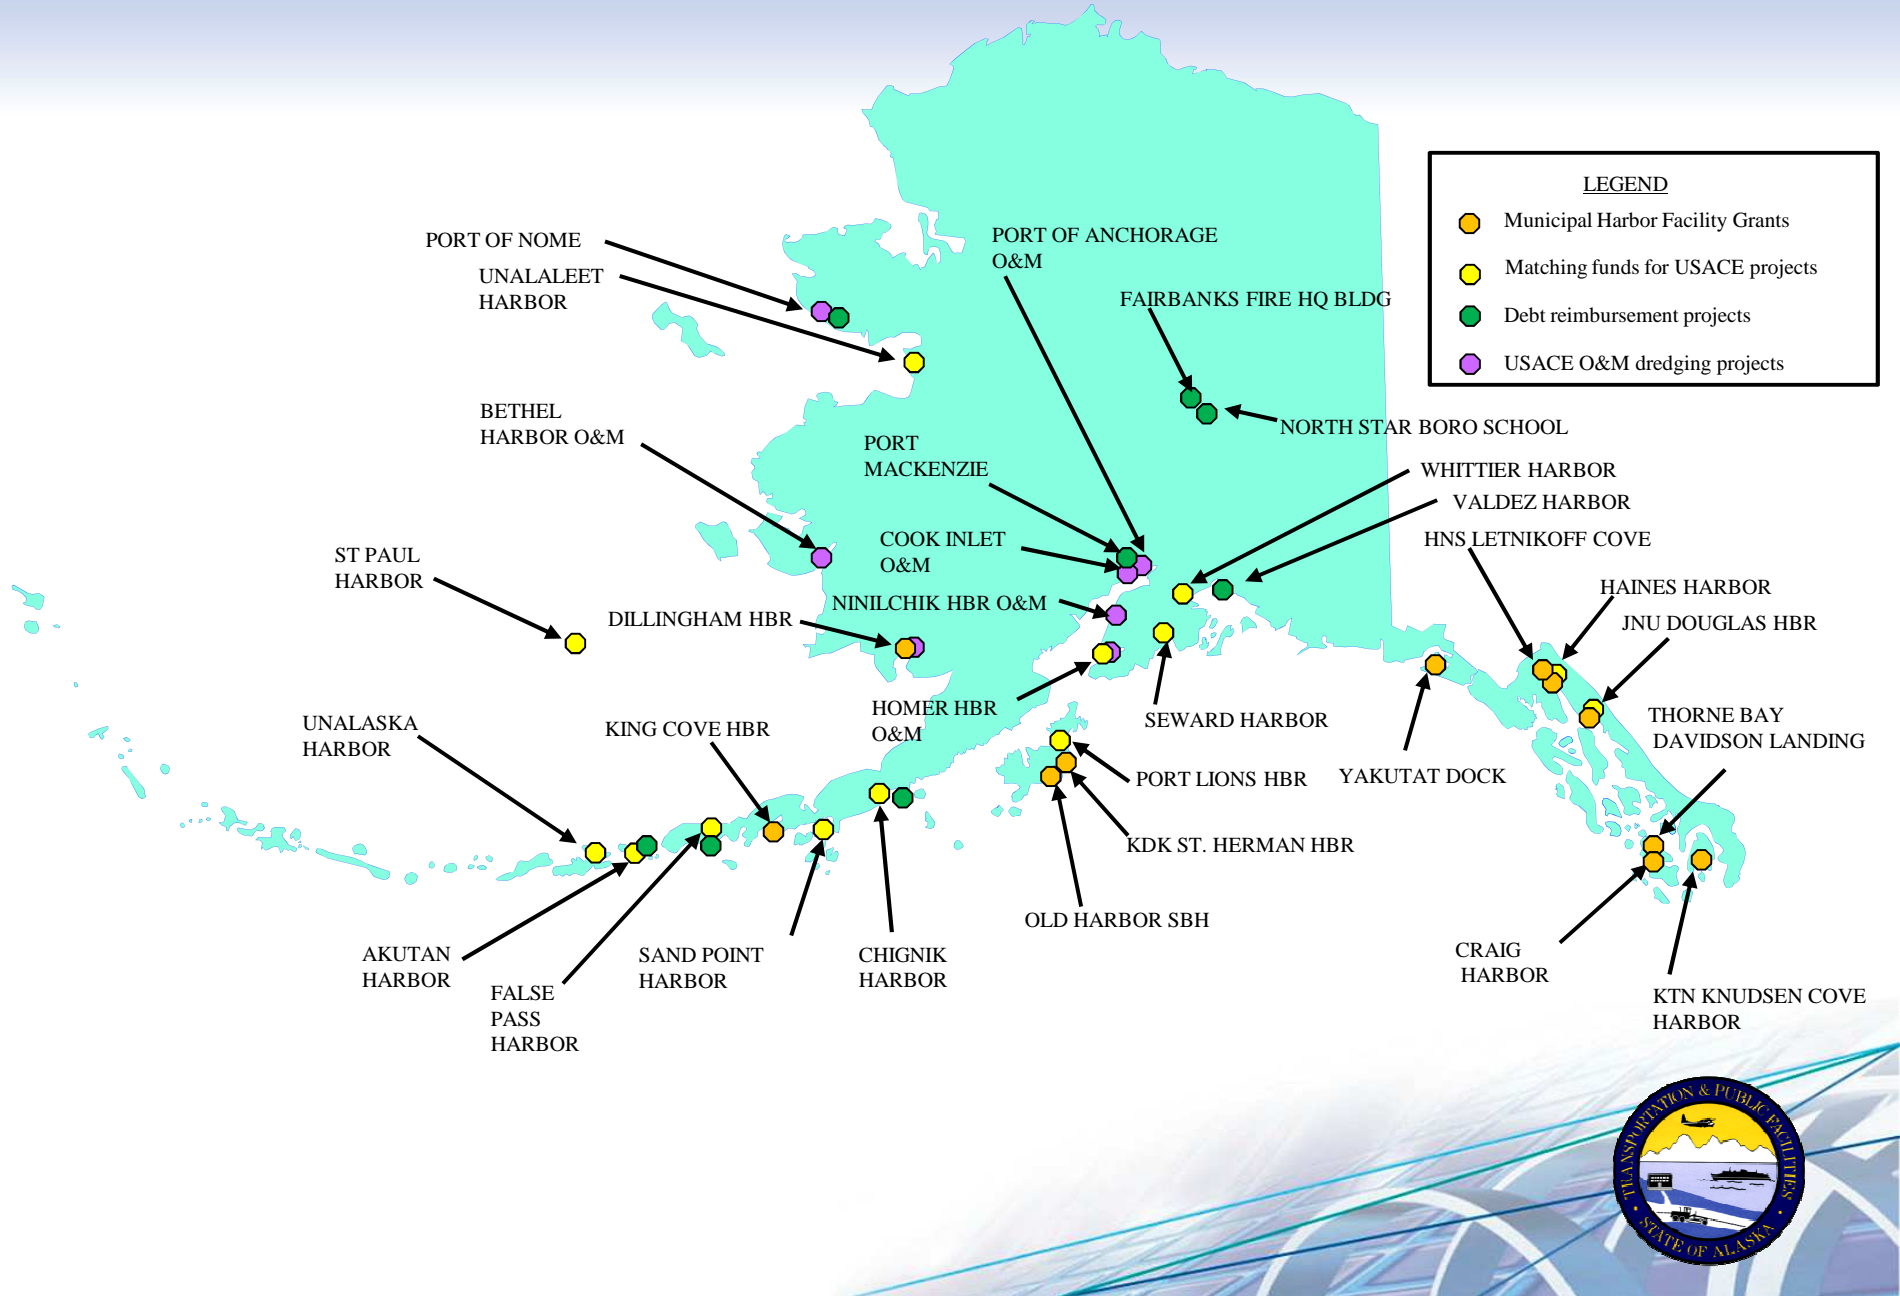 LEGEND
Municipal Harbor Facility Grants
Matching funds for USACE projects
Debt reimbursement projects
USACE O&M dredging projects
PORT OF NOME
UNALALEET
HARBOR
PORT OF ANCHORAGE
O&M
FAIRBANKS FIRE HQ BLDG
BETHEL
HARBOR O&M
PORT
MACKENZIE
NORTH STAR BORO SCHOOL
WHITTIER HARBOR
VALDEZ HARBOR
HNS LETNIKOFF COVE
COOK INLET
O&M
ST PAUL
HARBOR
HAINES HARBOR
NINILCHIK HBR O&M
DILLINGHAM HBR
JNU DOUGLAS HBR
HOMER HBR
O&M
SEWARD HARBOR
THORNE BAY
DAVIDSON LANDING
UNALASKA
HARBOR
KING COVE HBR
PORT LIONS HBR
YAKUTAT DOCK
KDK ST. HERMAN HBR
OLD HARBOR SBH
AKUTAN
HARBOR
SAND POINT
HARBOR
CHIGNIK
HARBOR
CRAIG
HARBOR
FALSE
PASS
HARBOR
KTN KNUDSEN COVE
HARBOR
TRANSPORTATION & PUBLIC FACILITIES
STATE OF ALASKA